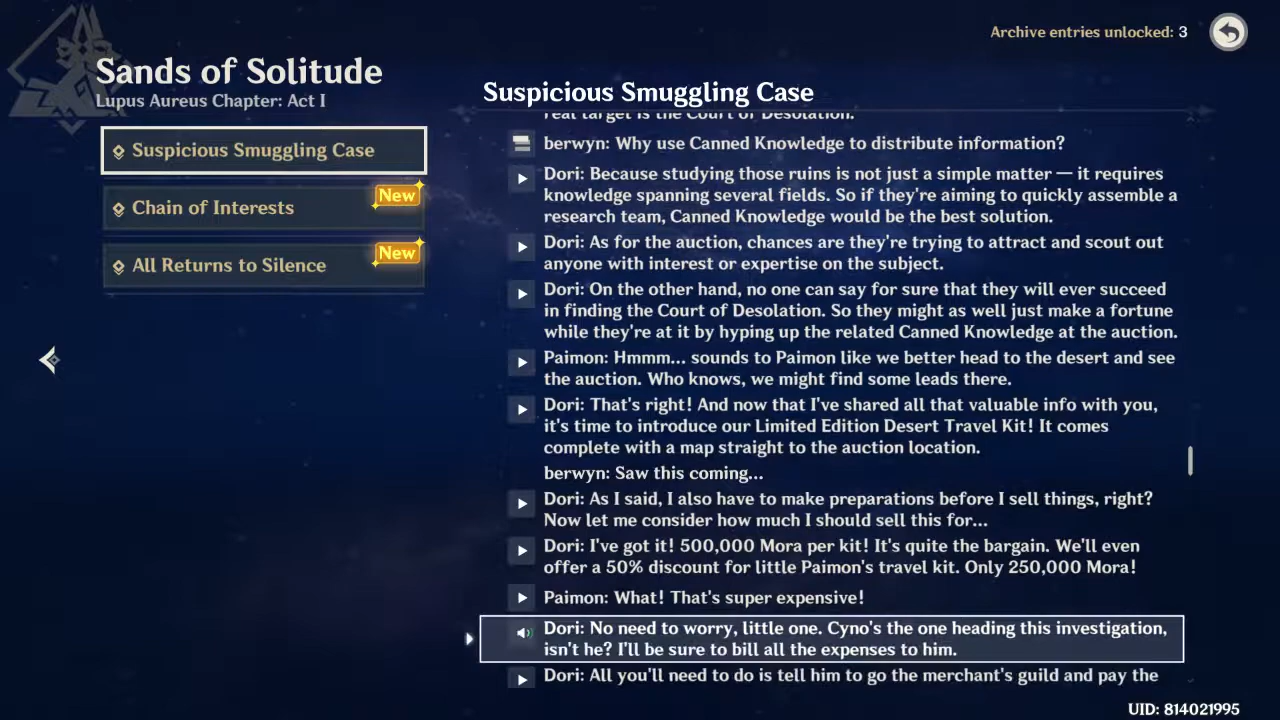 Archive entries unlocked: 3
Sands of Solitude
Lupus Aureus Chapter: Act I
Suspicious Smuggling Case
New
Chain of Interests
New
All Returns to Silence
Suspicious Smuggling Case
real target is the Court of Desolation.
berwyn: Why use Canned Knowledge to distribute information?
Dori: Because studying those ruins is not just a simple matter — it requires
knowledge spanning several fields. So if they're aiming to quickly assemble a
research team, Canned Knowledge would be the best solution.
Dori: As for the auction, chances are they're trying to attract and scout out
anyone with interest or expertise on the subject.
Dori: On the other hand, no one can say for sure that they will ever succeed
in finding the Court of Desolation. So they might as well just make a fortune
while they're at it by hyping up the related Canned Knowledge at the auction.
Paimon: Hmmm... sounds to Paimon like we better head to the desert and see
the auction. Who knows, we might find some leads there.
Dori: That's right! And now that I've shared all that valuable info with you,
it's time to introduce our Limited Edition Desert Travel Kit! It comes
complete with a map straight to the auction location.
berwyn: Saw this coming...
Dori: As I said, I also have to make preparations before I sell things, right?
Now let me consider how much I should sell this for...
Dori: I've got it! 500,000 Mora per kit! It's quite the bargain. We'll even
offer a 50% discount for little Paimon's travel kit. Only 250,000 Mora!
Paimon: What! That's super expensive!
Dori: No need to worry, little one. Cyno's the one heading this investigation,
isn't he? I'll be sure to bill all the expenses to him.
Dori: All you'll need to do is tell him to go the merchant's guild and pay the
UID: 814021995